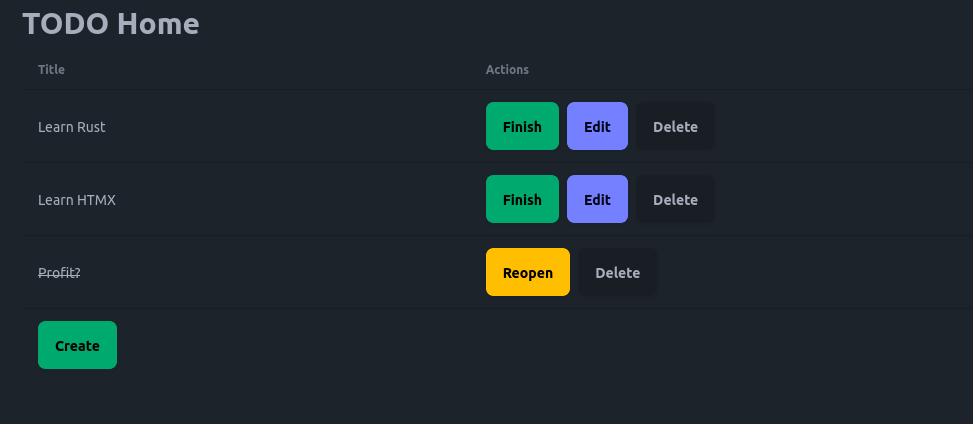 TODO Home
Title Actions
Learn Rust Finish Edit Delete
Learn HTMX Finish Edit Delete
Profit? Reopen Delete
Create